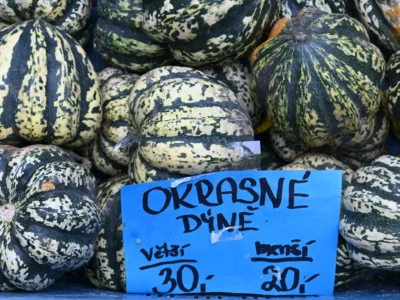 OKRASNÉ
DÝNĚ
VĚTŠÍ MENŠÍ
30,- 20,-